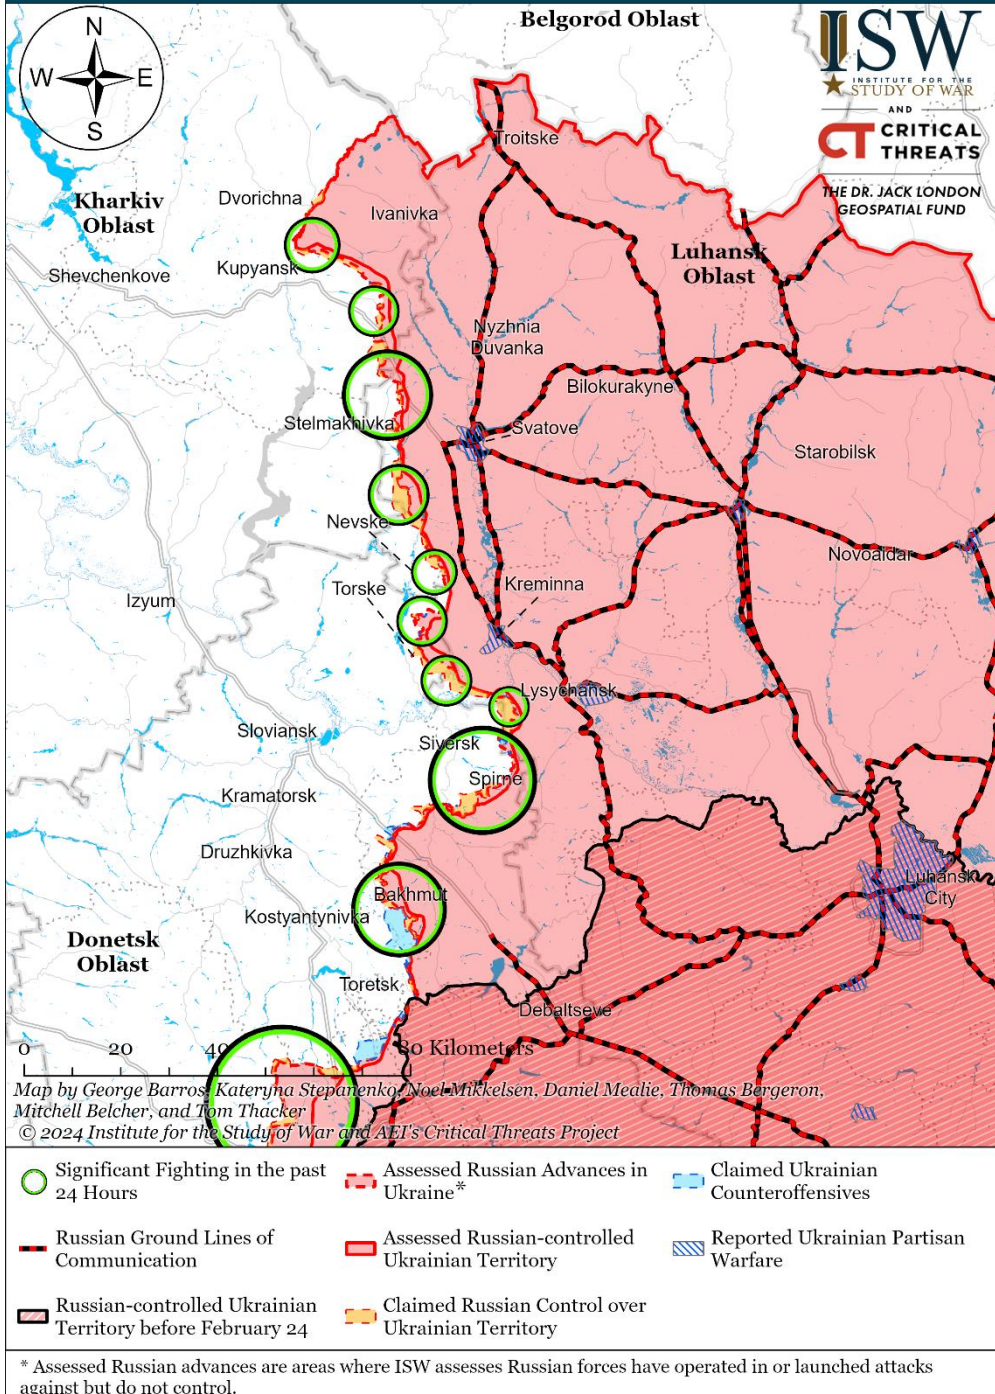 Belgorod Oblast
ISW
INSTITUTE FOR THE
STUDY OF WAR
AND
CT CRITICAL
THREATS
THE DR. JACK LONDON
GEOSPATIAL FUND
N
W E
S
Troitske
Kharkiv
Oblast
Dvorichna
Ivanivka
Luhansk
Oblast
Shevchenkove
Kupyansk
Nyzhnia
Duvanka
Bilokurakyne
Stelmakhivka
Svatove
Starobilsk
Nevske
Novoaidar
Torske
Kreminna
Izyum
Lysychansk
Sloviansk
Siversk
Spirne
Kramatorsk
Druzhkivka
Bakhmut
Luhansk
City
Kostyantynivka
Donetsk
Oblast
Toretsk
Debaltseve
0 20 40 80 Kilometers
Map by George Barros, Kateryna Stepanenko, Noel Mikkelsen, Daniel Mealie, Thomas Bergeron,
Mitchell Belcher, and Tom Thacker
© 2024 Institute for the Study of War and AEI's Critical Threats Project
Significant Fighting in the past
24 Hours
Assessed Russian Advances in
Ukraine*
Claimed Ukrainian
Counteroffensives
Russian Ground Lines of
Communication
Assessed Russian-controlled
Ukrainian Territory
Reported Ukrainian Partisan
Warfare
Russian-controlled Ukrainian
Territory before February 24
Claimed Russian Control over
Ukrainian Territory
* Assessed Russian advances are areas where ISW assesses Russian forces have operated in or launched attacks
against but do not control.